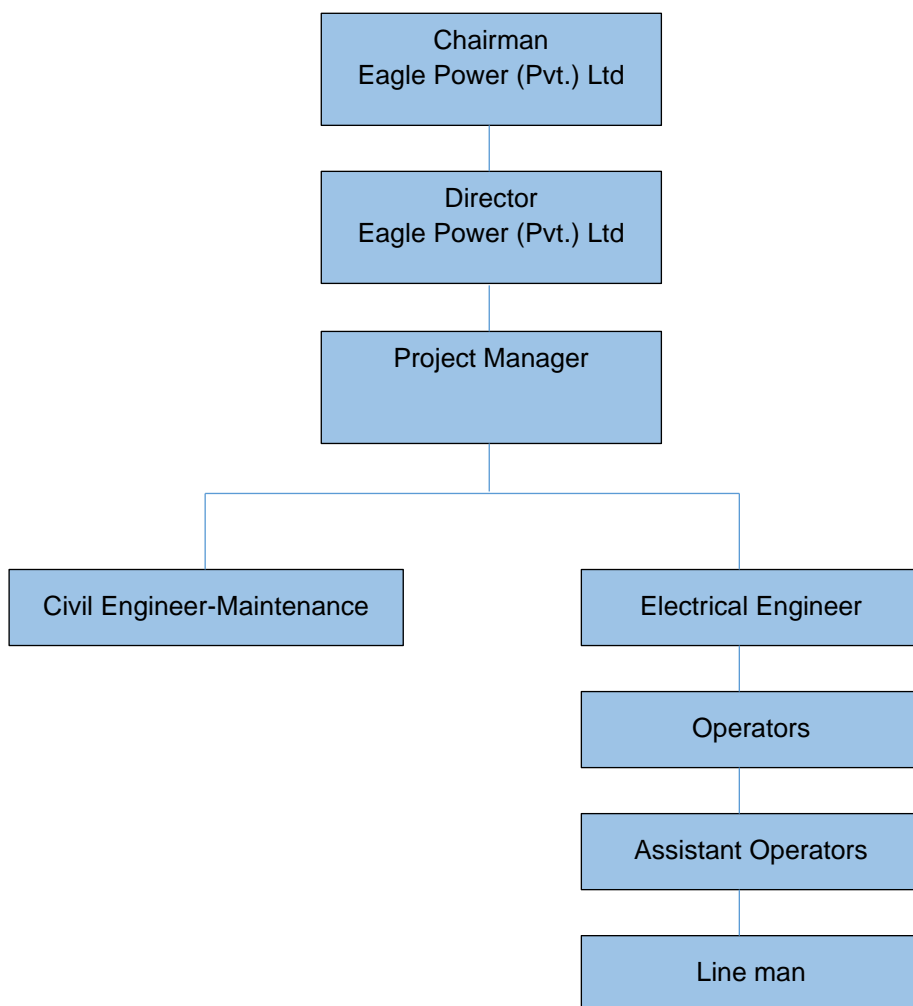 Chairman
Eagle Power (Pvt.) Ltd
Director
Eagle Power (Pvt.) Ltd
Project Manager
Civil Engineer-Maintenance
Electrical Engineer
Operators
Assistant Operators
Line man